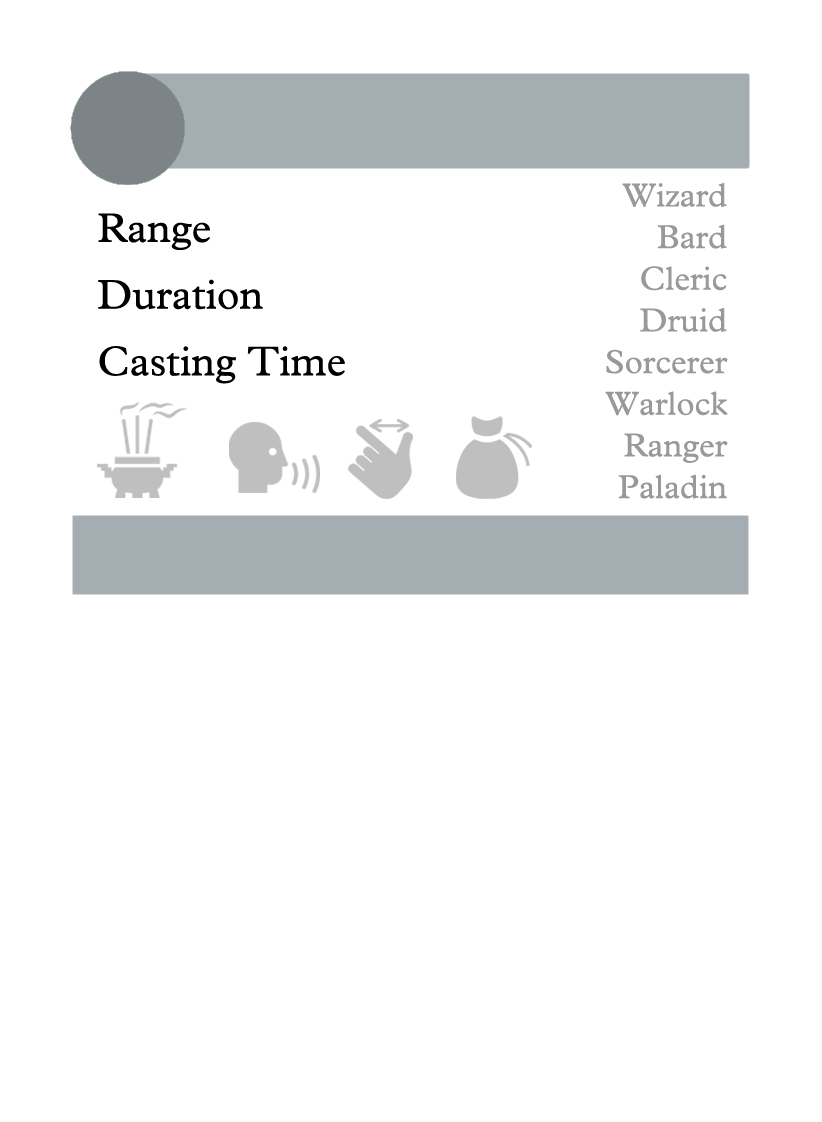 Range
Duration
Casting Time
Wizard
Bard
Cleric
Druid
Sorcerer
Warlock
Ranger
Paladin